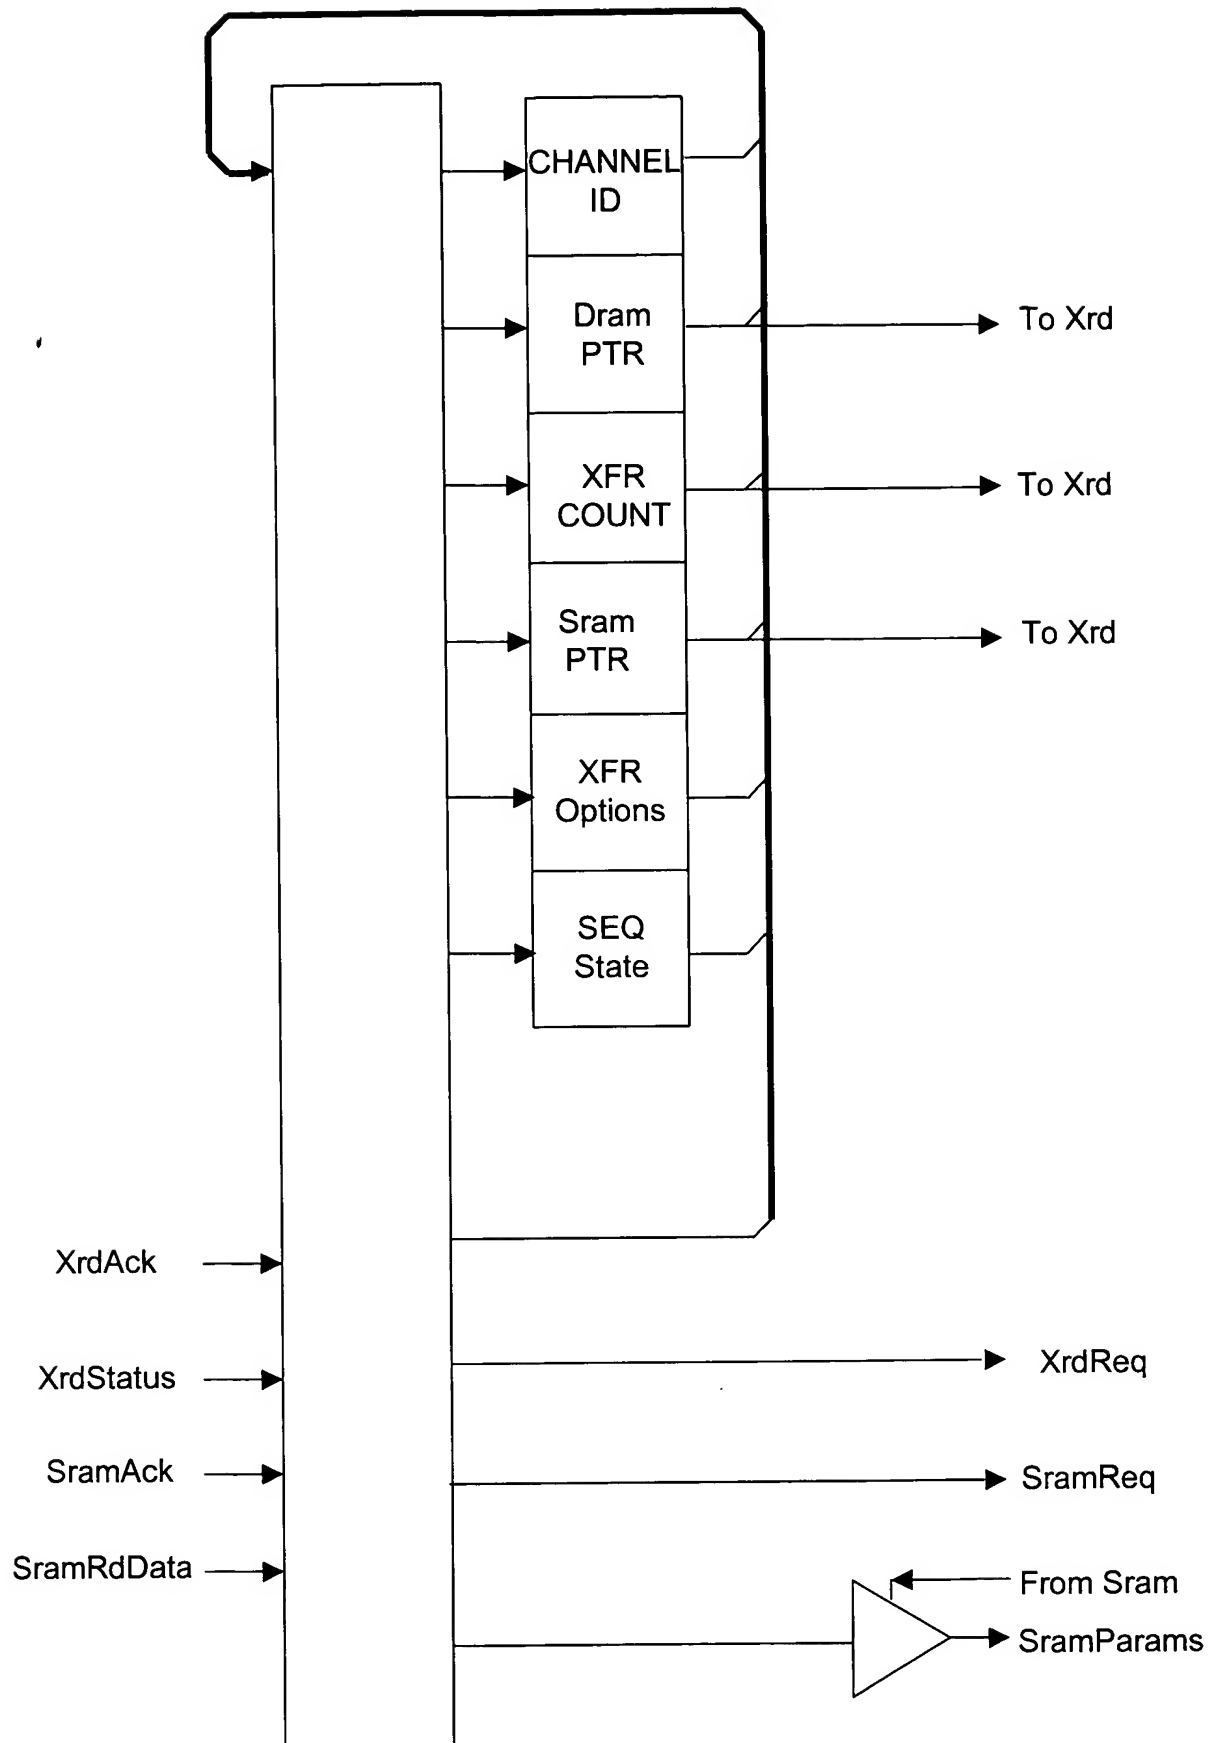 CHANNEL
ID
Dram
PTR
To Xrd
XFR
COUNT
To Xrd
Sram
PTR
To Xrd
XFR
Options
SEQ
State
XrdAck
XrdStatus
XrdReq
SramAck
SramReq
SramRdData
From Sram
SramParams